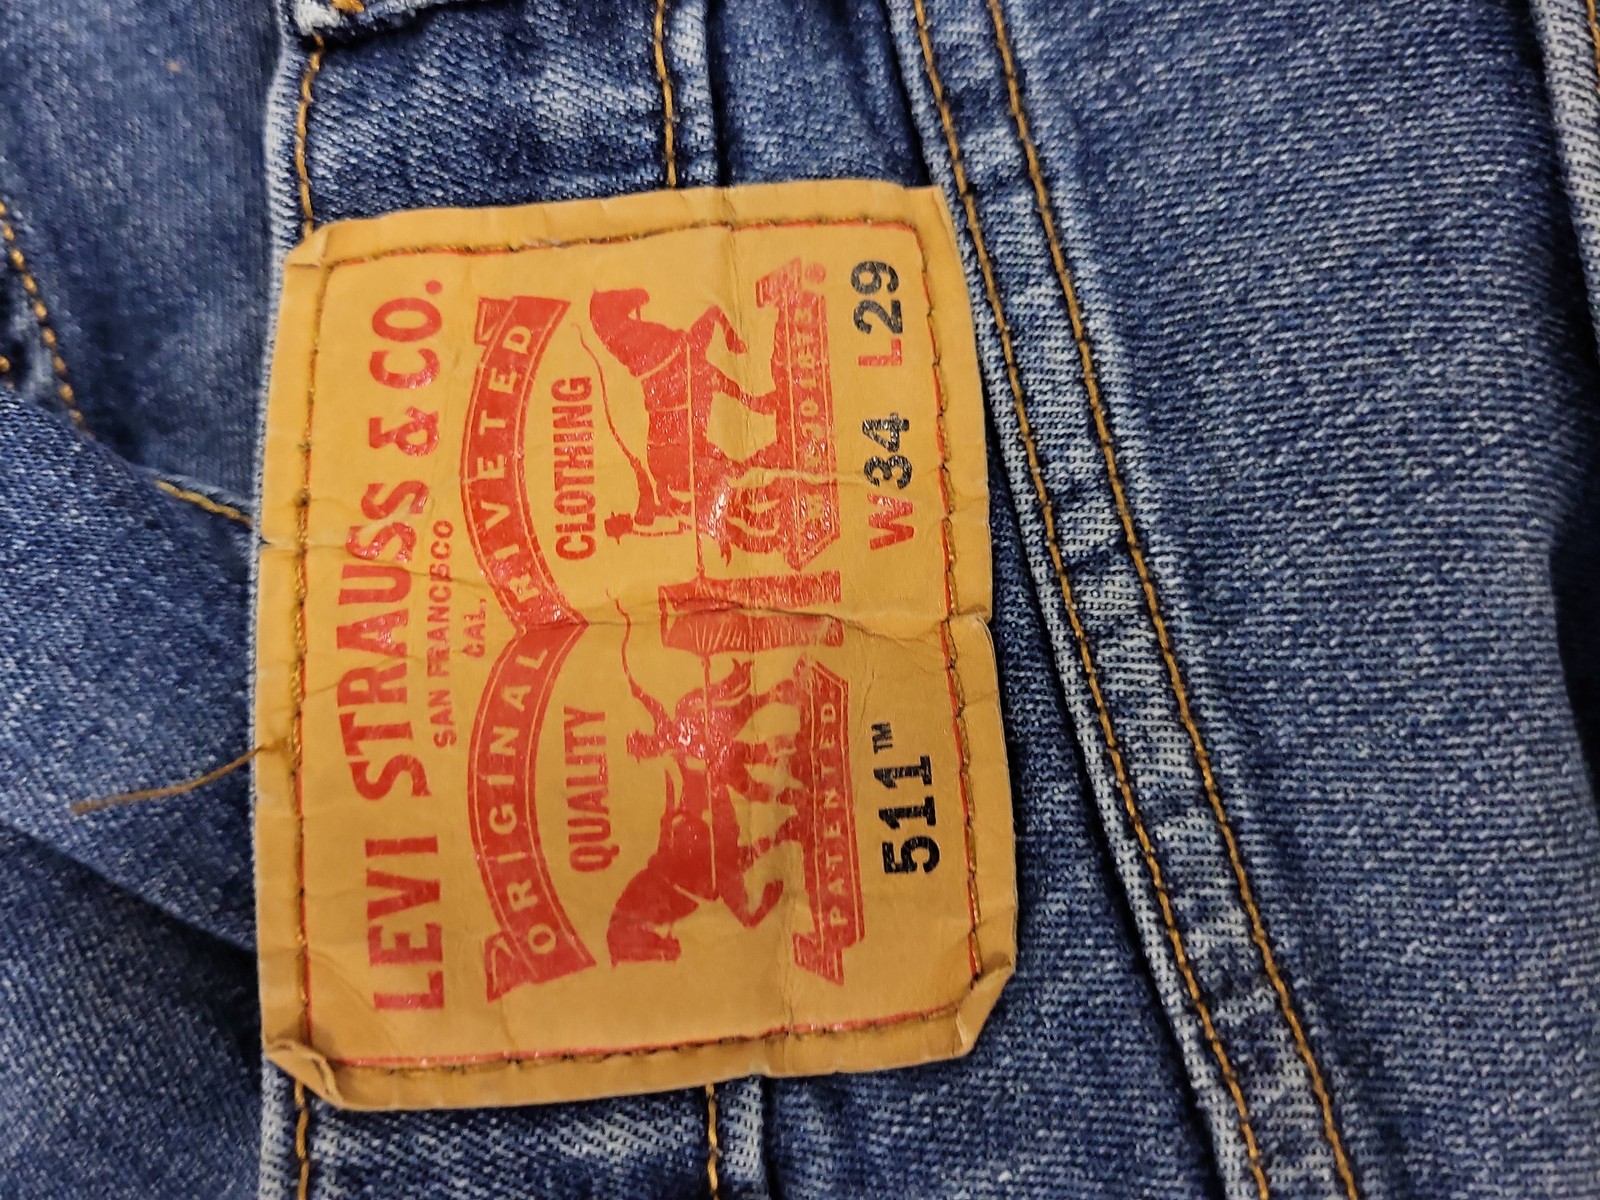 LEVI STRAUSS & CO.
SAN FRANCISCO
CAL.
ORIGINAL RIVETED
QUALITY CLOTHING
PATENTED
®
511™ W34 L29